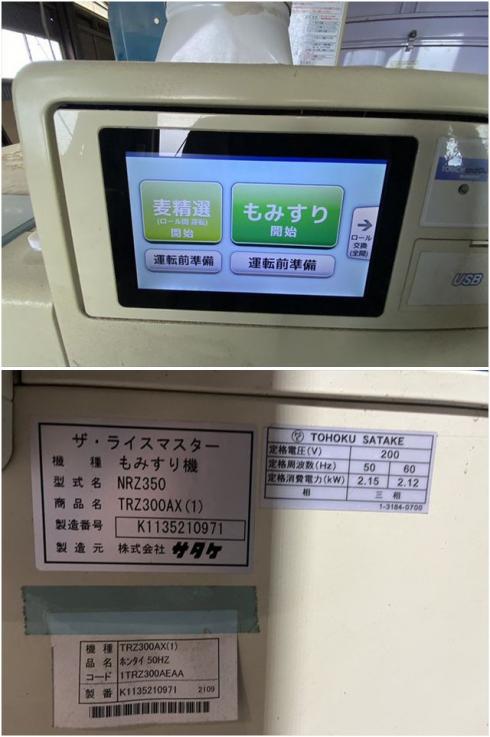 麦精選
(ロール間 運転)
開始
もみすり
開始
運転前準備
運転前準備
ロール
交換
(全開)
USB
ザ・ライスマスター
機 種 もみすり機
型式名 NRZ350
商品名 TRZ300AX(1)
製造番号 K1135210971
製造元 株式会社 サタケ
TOHOKU SATAKE
定格電圧(V) 200
定格周波数(Hz) 50 60
定格消費電力(kW) 2.15 2.12
相 三相
1-3184-0700
機種 TRZ300AX(1)
品名 ホンタイ 50HZ
コード 1TRZ300AEAA
製番 K1135210971 2109